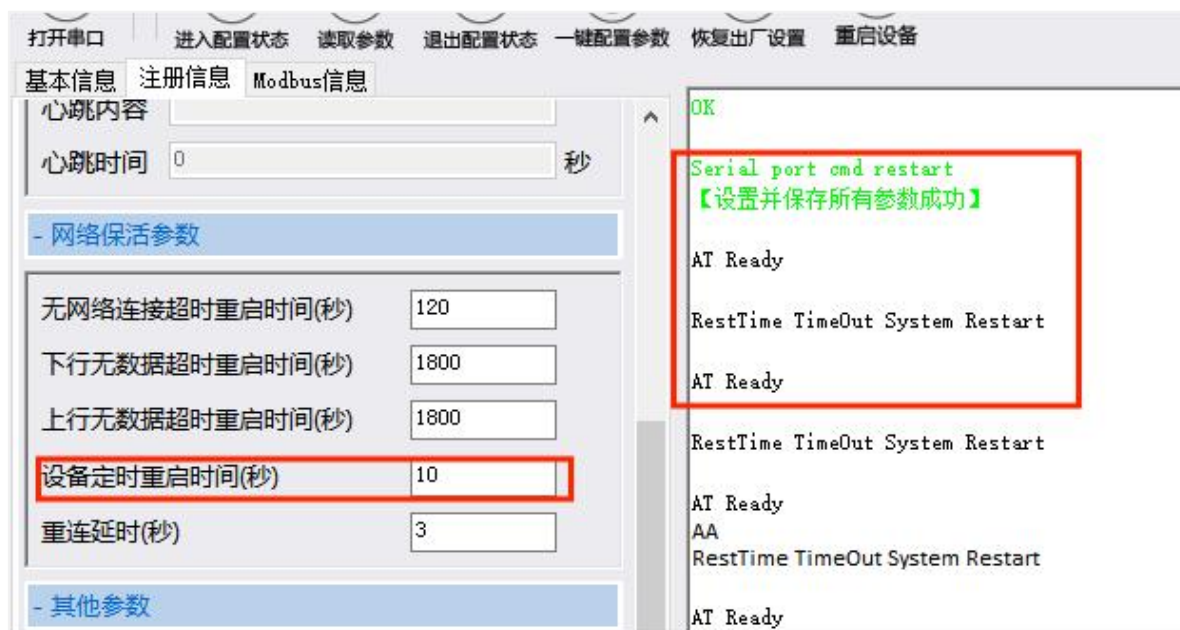 打开串口
进入配置状态
读取参数
退出配置状态
一键配置参数
恢复出厂设置
重启设备
基本信息
注册信息
Modbus信息
心跳内容
心跳时间 0 秒
- 网络保活参数
无网络连接超时重启时间(秒) 120
下行无数据超时重启时间(秒) 1800
上行无数据超时重启时间(秒) 1800
设备定时重启时间(秒) 10
重连延时(秒) 3
- 其他参数
OK
Serial port cmd restart
【设置并保存所有参数成功】
AT Ready
RestTime TimeOut System Restart
AT Ready
RestTime TimeOut System Restart
AT Ready
AA
RestTime TimeOut System Restart
AT Ready